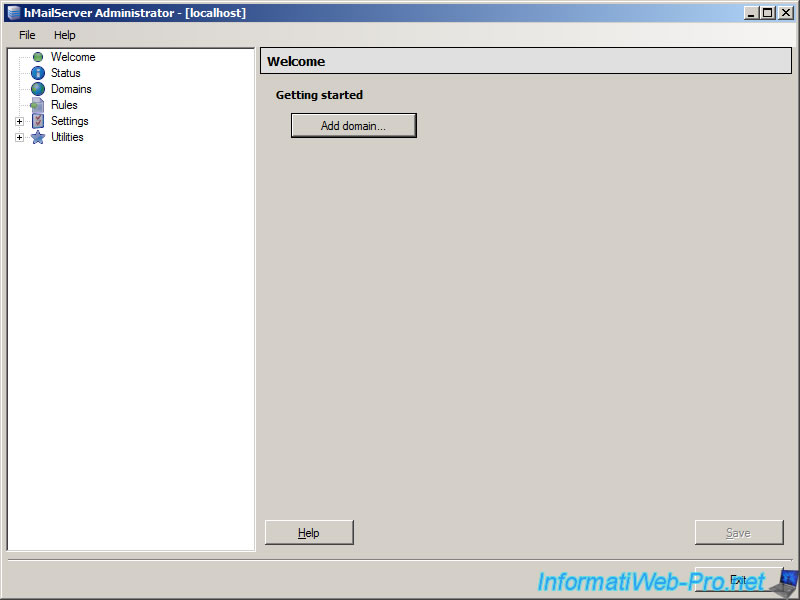 hMailServer Administrator - [localhost]
File Help
Welcome
Status
Domains
Rules
Settings
Utilities
Welcome
Getting started
Add domain...
Help
Save
Exit
InformatiWeb-Pro.net